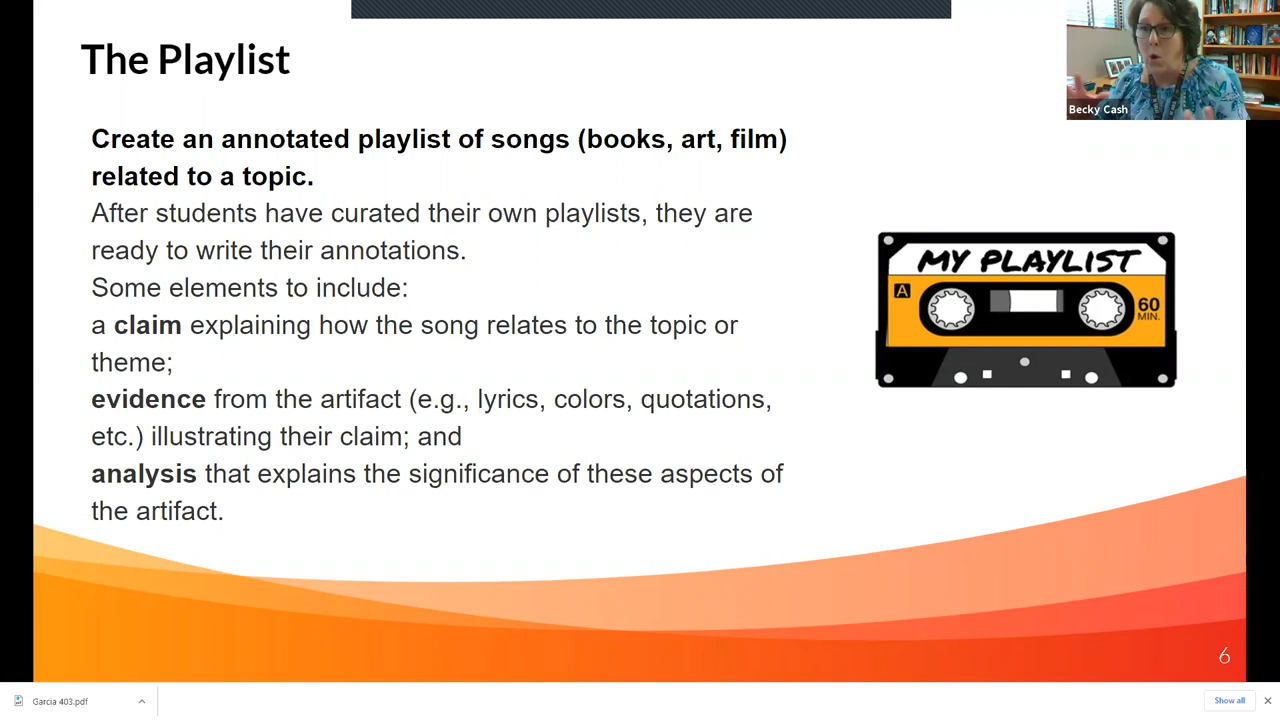 The Playlist
Becky Cash
Create an annotated playlist of songs (books, art, film)
related to a topic.
After students have curated their own playlists, they are
ready to write their annotations.
Some elements to include:
a claim explaining how the song relates to the topic or
theme;
evidence from the artifact (e.g., lyrics, colors, quotations,
etc.) illustrating their claim; and
analysis that explains the significance of these aspects of
the artifact.
MY PLAYLIST
A
60
MIN.
6
Garcia 403.pdf
Show all